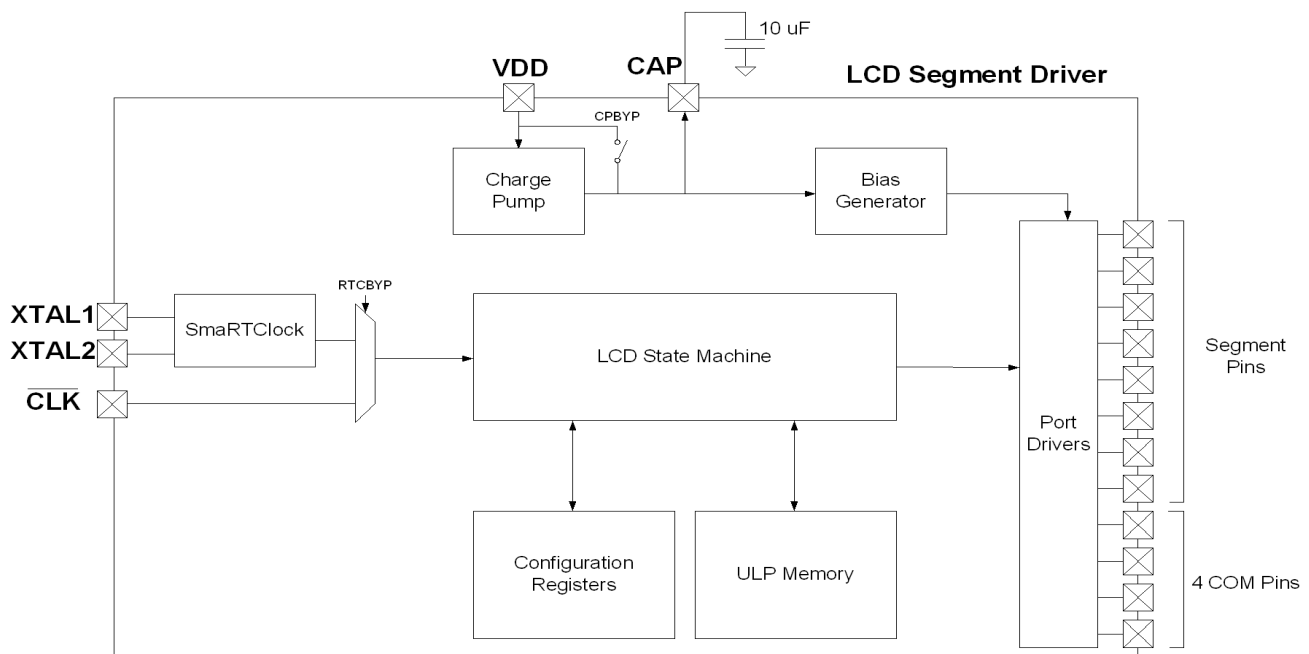 10 uF
VDD
CAP
LCD Segment Driver
CPBYP
Charge
Pump
Bias
Generator
XTAL1
XTAL2
CLK
SmaRTClock
RTCBYP
LCD State Machine
Port
Drivers
Segment
Pins
Configuration
Registers
ULP Memory
4 COM Pins